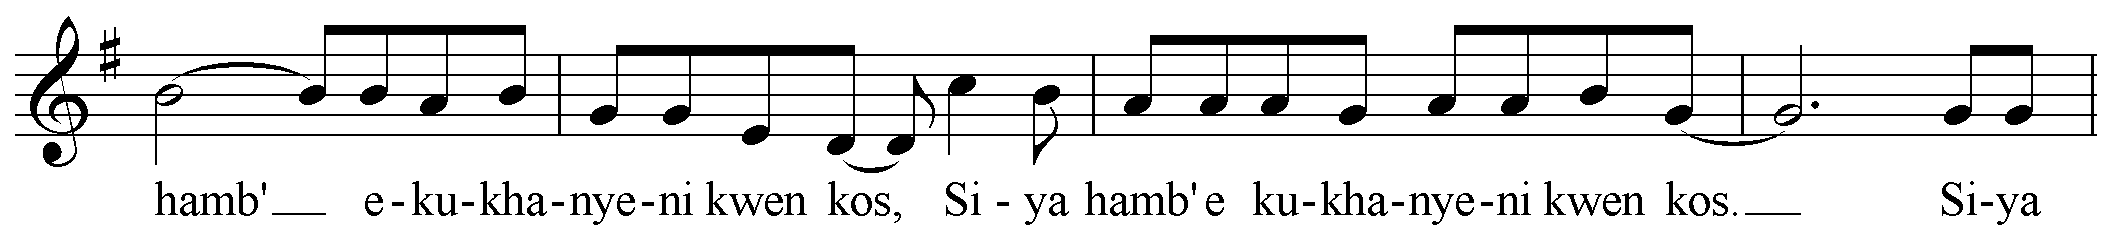 hamb' __ e-ku-kha-nye-ni kwen kos, Si-ya hamb' e ku-kha-nye-ni kwen kos. __ Si-ya